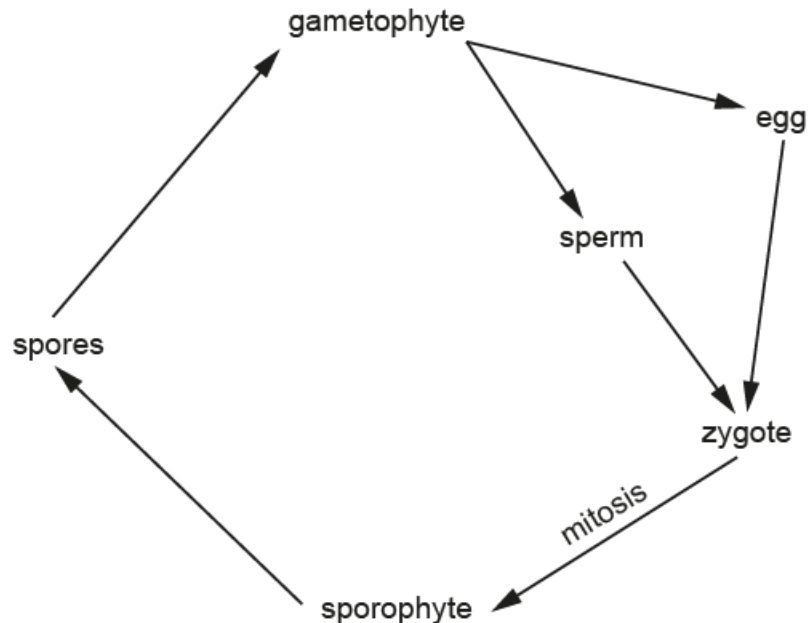 gametophyte
egg
sperm
spores
zygote
mitosis
sporophyte